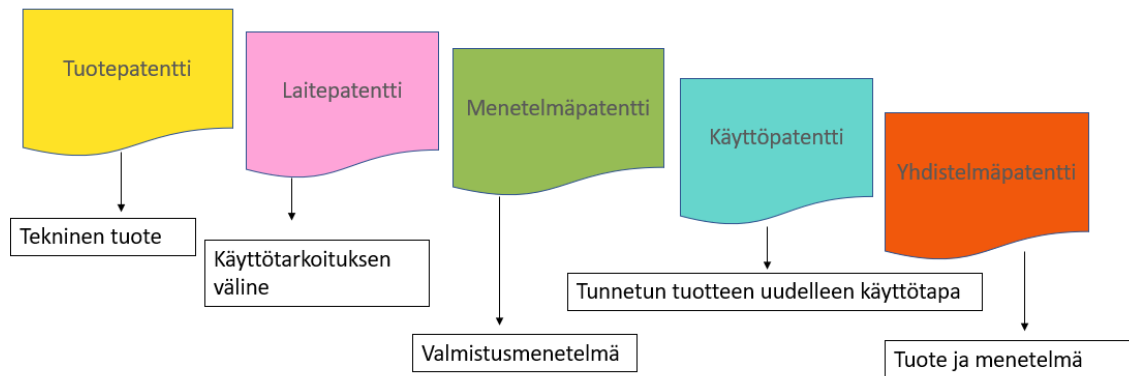 Tuotepatentti
Laitepatentti
Menetelmäpatentti
Käyttöpatentti
Yhdistelmäpatentti
Tekninen tuote
Käyttötarkoituksen
väline
Tunnetun tuotteen uudelleen käyttötapa
Valmistusmenetelmä
Tuote ja menetelmä